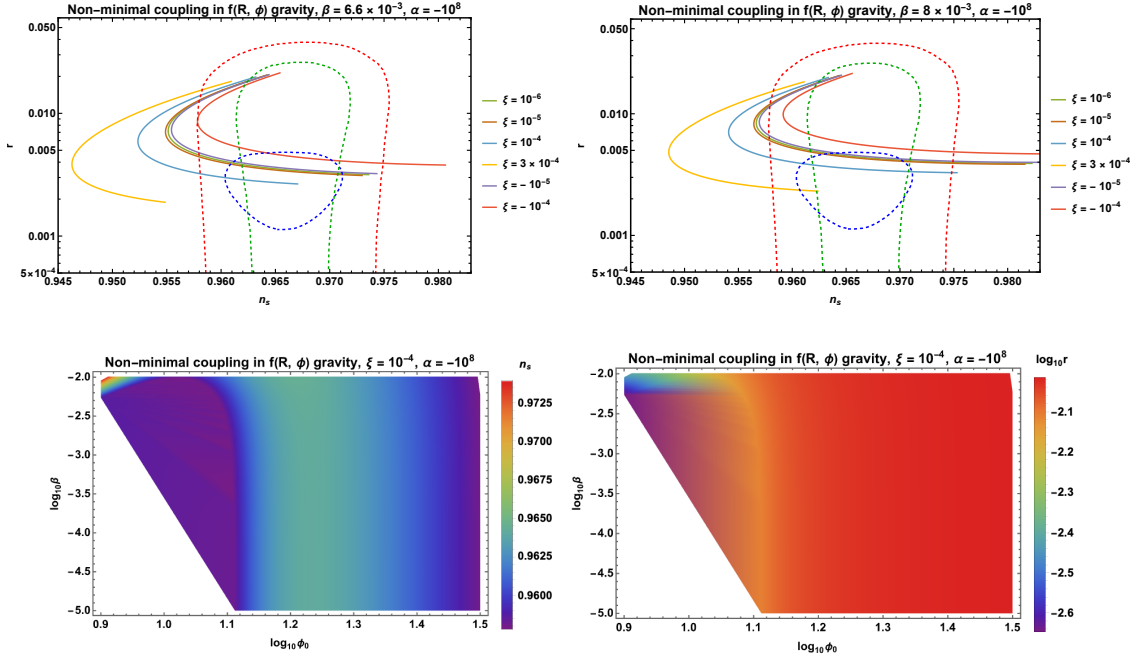 Non−minimal coupling in f(R, ϕ) gravity, β = 6.6 × 10⁻³, α = −10⁸
0.050
0.010
0.005
0.001
5×10⁻⁴
r
0.945 0.950 0.955 0.960 0.965 0.970 0.975 0.980
nₛ
ξ = 10⁻⁶
ξ = 10⁻⁵
ξ = 10⁻⁴
ξ = 3 × 10⁻⁴
ξ = − 10⁻⁵
ξ = − 10⁻⁴
Non−minimal coupling in f(R, ϕ) gravity, β = 8 × 10⁻³, α = −10⁸
0.050
0.010
0.005
0.001
5×10⁻⁴
r
0.945 0.950 0.955 0.960 0.965 0.970 0.975 0.980
nₛ
ξ = 10⁻⁶
ξ = 10⁻⁵
ξ = 10⁻⁴
ξ = 3 × 10⁻⁴
ξ = − 10⁻⁵
ξ = − 10⁻⁴
Non−minimal coupling in f(R, ϕ) gravity, ξ = 10⁻⁴, α = −10⁸
−2.0
−2.5
−3.0
−3.5
−4.0
−4.5
−5.0
log₁₀β
0.9 1.0 1.1 1.2 1.3 1.4 1.5
log₁₀ϕ₀
nₛ
0.9725
0.9700
0.9675
0.9650
0.9625
0.9600
Non−minimal coupling in f(R, ϕ) gravity, ξ = 10⁻⁴, α = −10⁸
−2.0
−2.5
−3.0
−3.5
−4.0
−4.5
−5.0
log₁₀β
0.9 1.0 1.1 1.2 1.3 1.4 1.5
log₁₀ϕ₀
log₁₀r
−2.1
−2.2
−2.3
−2.4
−2.5
−2.6